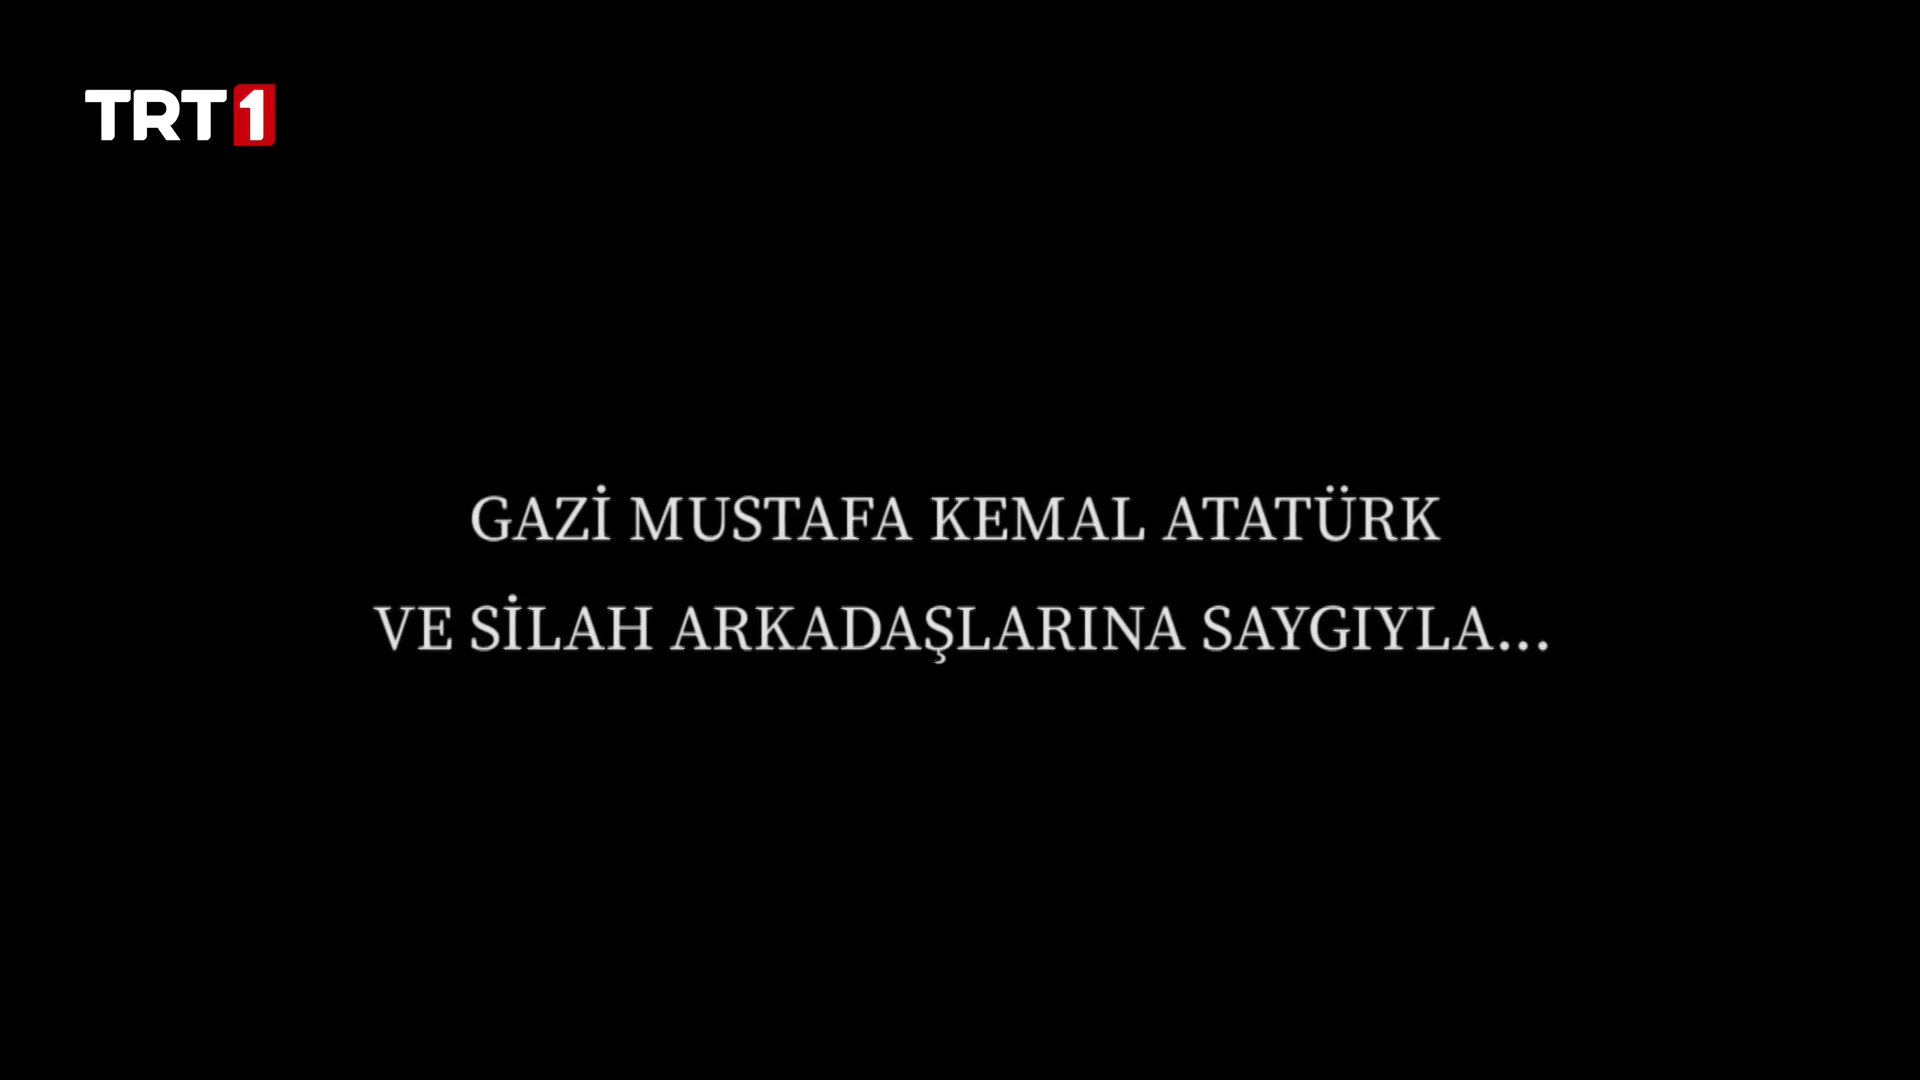 TRT1
GAZİ MUSTAFA KEMAL ATATÜRK
VE SİLAH ARKADAŞLARINA SAYGIYLA...